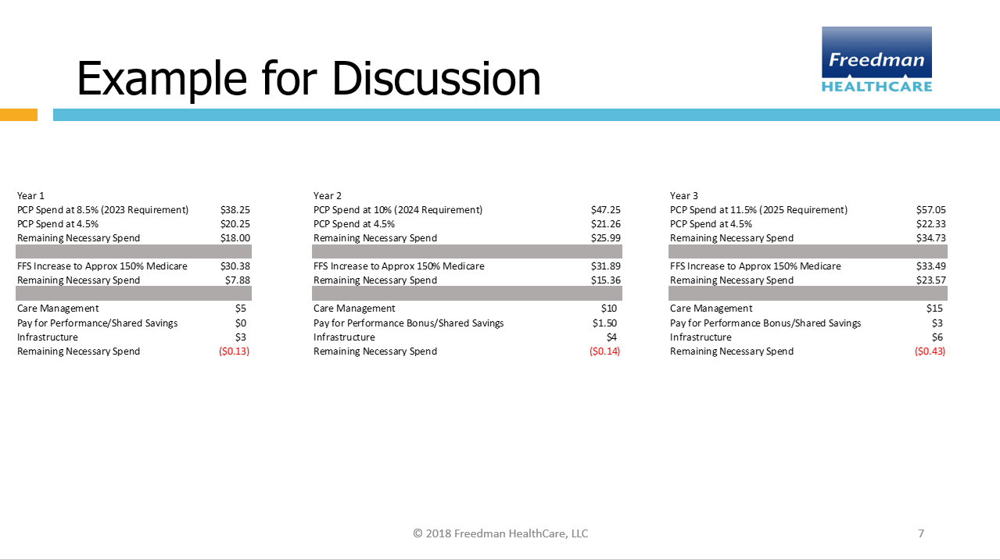 Example for Discussion
Freedman
HEALTHCARE
Year 1
PCP Spend at 8.5% (2023 Requirement) $38.25
PCP Spend at 4.5% $20.25
Remaining Necessary Spend $18.00
FFS Increase to Approx 150% Medicare $30.38
Remaining Necessary Spend $7.88
Care Management $5
Pay for Performance/Shared Savings $0
Infrastructure $3
Remaining Necessary Spend ($0.13)
Year 2
PCP Spend at 10% (2024 Requirement) $47.25
PCP Spend at 4.5% $21.26
Remaining Necessary Spend $25.99
FFS Increase to Approx 150% Medicare $31.89
Remaining Necessary Spend $15.36
Care Management $10
Pay for Performance Bonus/Shared Savings $1.50
Infrastructure $4
Remaining Necessary Spend ($0.14)
Year 3
PCP Spend at 11.5% (2025 Requirement) $57.05
PCP Spend at 4.5% $22.33
Remaining Necessary Spend $34.73
FFS Increase to Approx 150% Medicare $33.49
Remaining Necessary Spend $23.57
Care Management $15
Pay for Performance Bonus/Shared Savings $3
Infrastructure $6
Remaining Necessary Spend ($0.43)
© 2018 Freedman HealthCare, LLC
7